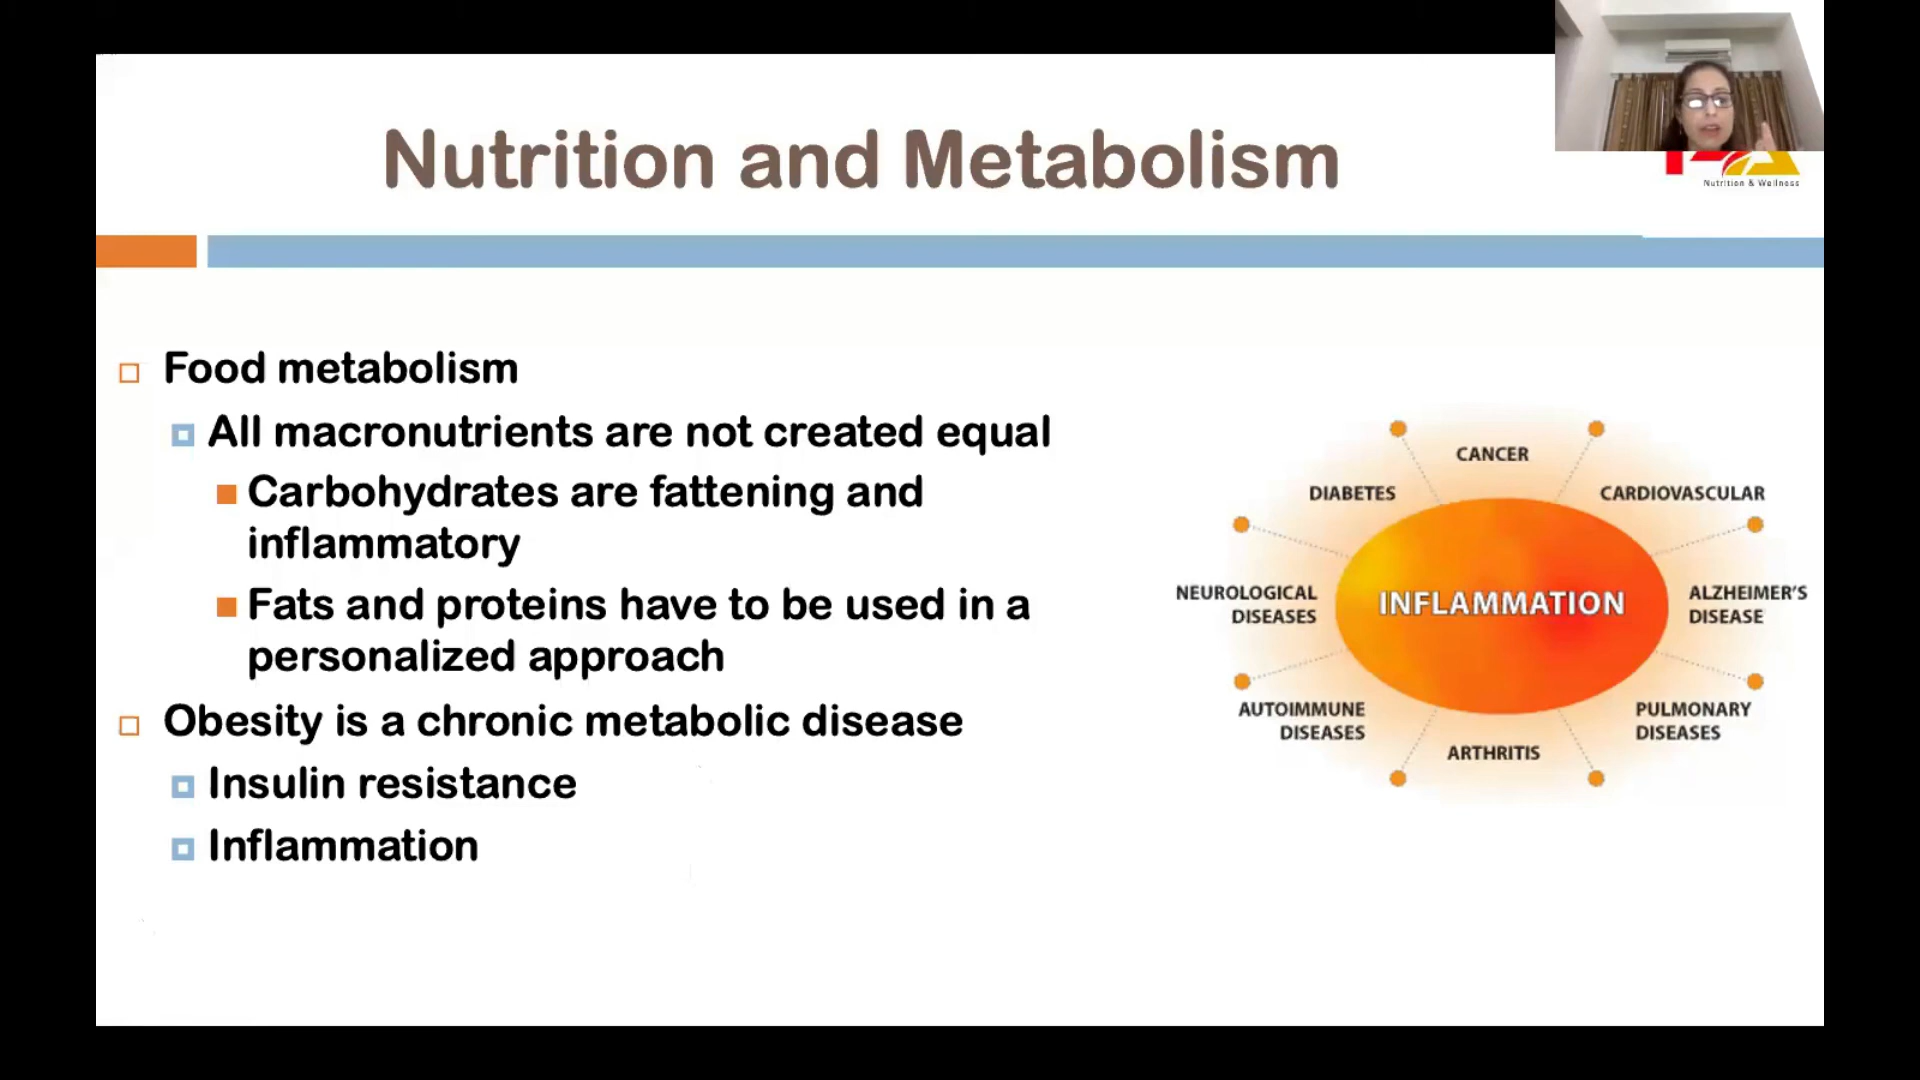 Nutrition and Metabolism
Nutrition & Wellness
Food metabolism
All macronutrients are not created equal
Carbohydrates are fattening and
inflammatory
Fats and proteins have to be used in a
personalized approach
Obesity is a chronic metabolic disease
Insulin resistance
Inflammation
CANCER
DIABETES
CARDIOVASCULAR
NEUROLOGICAL
DISEASES
INFLAMMATION
ALZHEIMER'S
DISEASE
AUTOIMMUNE
DISEASES
PULMONARY
DISEASES
ARTHRITIS